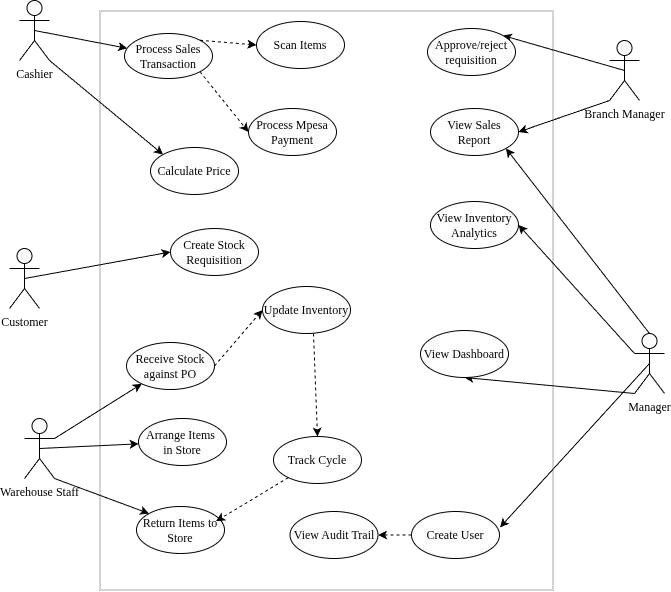 Cashier
Process Sales
Transaction
Scan Items
Process Mpesa
Payment
Calculate Price
Approve/reject
requisition
Branch Manager
View Sales
Report
Create Stock
Requisition
Customer
View Inventory
Analytics
Update Inventory
Receive Stock
against PO
View Dashboard
Manager
Arrange Items
in Store
Track Cycle
Warehouse Staff
Return Items to
Store
View Audit Trail
Create User